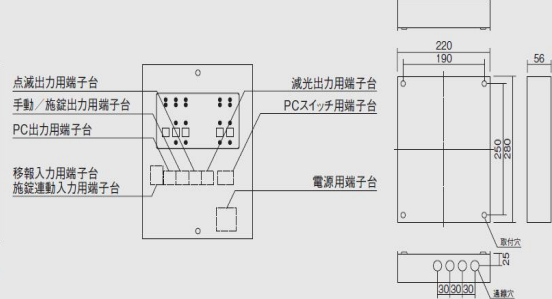 点滅出力用端子台
手動／施錠出力用端子台
PC出力用端子台
移報入力用端子台
施錠連動入力用端子台
減光出力用端子台
PCスイッチ用端子台
電源用端子台
220
190
56
250
280
取付穴
25
30 30 30
通線穴